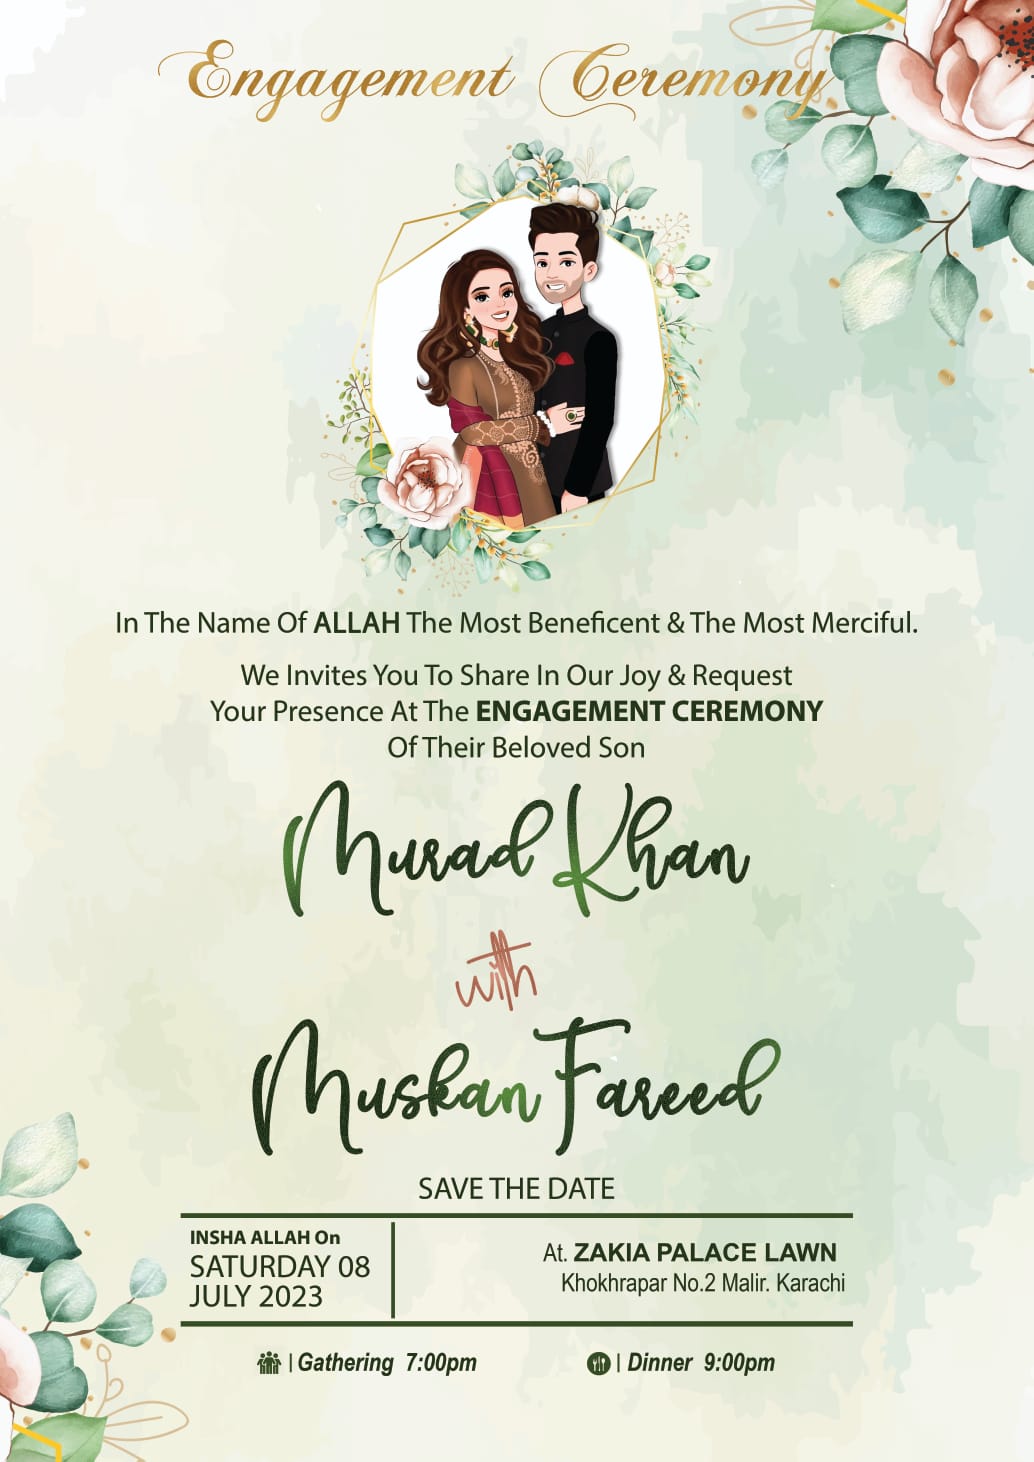 Engagement Ceremony
In The Name Of ALLAH The Most Beneficent & The Most Merciful.
We Invites You To Share In Our Joy & Request
Your Presence At The ENGAGEMENT CEREMONY
Of Their Beloved Son
Murad Khan
with
Muskan Fareed
SAVE THE DATE
INSHA ALLAH On
SATURDAY 08
JULY 2023
At. ZAKIA PALACE LAWN
Khokhrapar No.2 Malir. Karachi
| Gathering 7:00pm
| Dinner 9:00pm